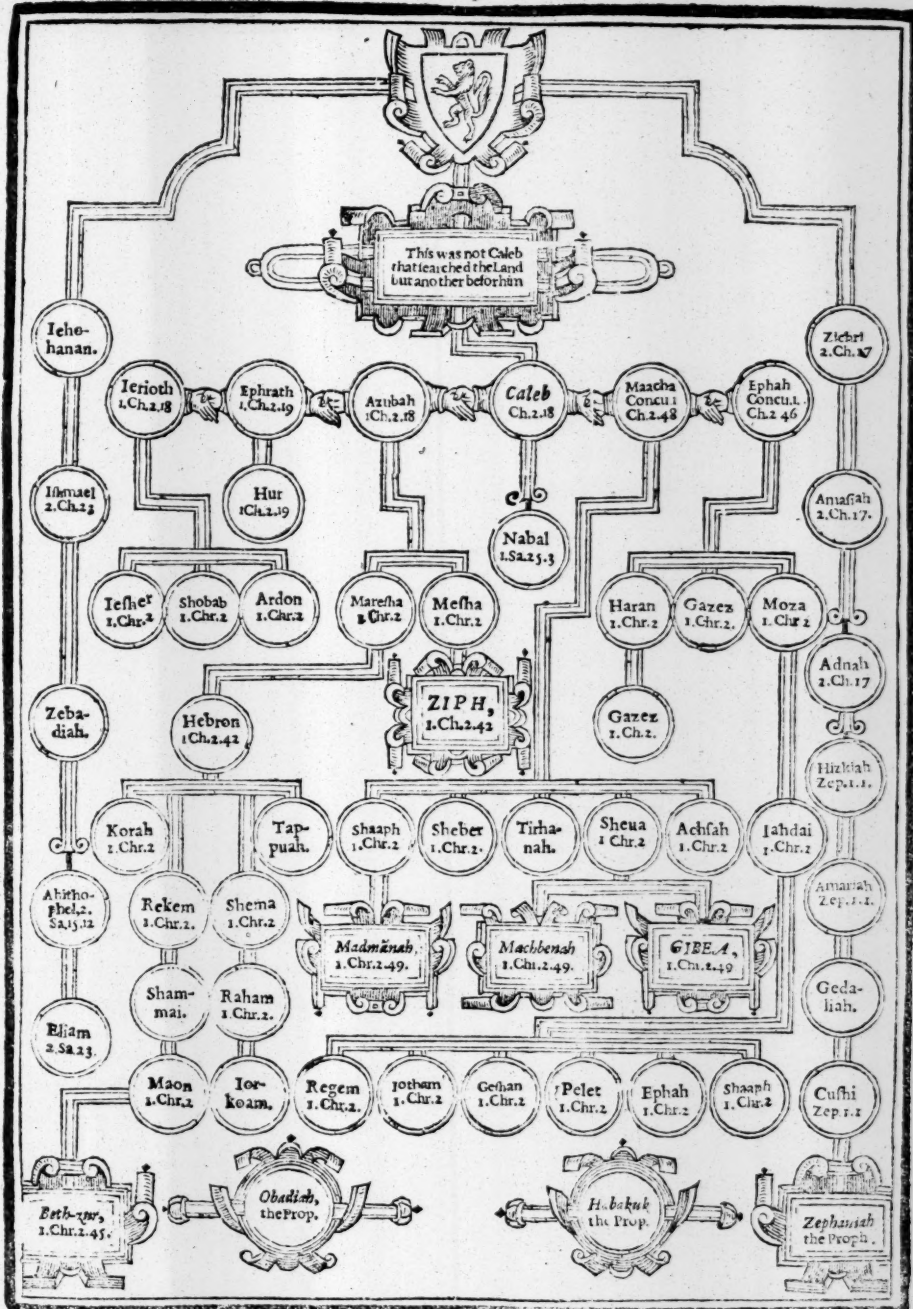 This was not Caleb
that searched the Land
but another befor him
Ieho-
hanan.
Zichri
2.Ch.17
Ierioth
1.Ch.2.18
Ephrath
1.Ch.2.19
Azubah
1Ch.2.18
Caleb
Ch.2.18
Maacha
Concu.1
Ch.2.48
Ephah
Concu.1.
Ch.2 46
Iſhmael
2.Ch.23
Hur
1Ch.2.19
Nabal
1.Sa.25.3
Amaſiah
2.Ch.17.
Ieſher
1.Chr.2
Shobab
1.Chr.2
Ardon
1.Chr.2
Mareſha
1 Chr.2
Meſha
1.Chr.2
Haran
1.Chr.2
Gazez
1.Chr.2.
Moza
1.Chr 2
Adnah
2.Ch.17
Zeba-
diah.
Hebron
1Ch.2.42
ZIPH,
1.Ch.2.42
Gazez
1.Ch.2.
Hizkiah
Zep.1.1.
Korah
1.Chr.2
Tap-
puah.
Shaaph
1.Chr.2
Sheber
1.Chr.2.
Tirha-
nah.
Sheua
1 Chr.2
Achſah
1.Chr.2
Iahdai
1.Chr.2
Ahitho-
phel,2.
Sa,15.12
Rekem
1.Chr.2.
Shema
1.Chr.2
Amariah
Zep.1.1.
Madmãnah,
1.Chr.2.49.
Machbenah
1.Chr.2.49.
GIBEA,
1.Chr.2.49
Sham-
mai.
Raham
1.Chr.2.
Geda-
liah.
Eliam
2.Sa.23.
Maon
1.Chr.2
Ior-
koam.
Regem
1.Chr.2.
Iotham
1.Chr.2
Geſhan
1.Chr.2
Pelet
1.Chr.2
Ephah
1.Chr.2
Shaaph
1.Chr.2
Cuſhi
Zep.1.1
Beth-zur,
1.Chr.2.45.
Obadiah,
the Prop.
Habakuk
the Prop.
Zephaniah
the Proph.